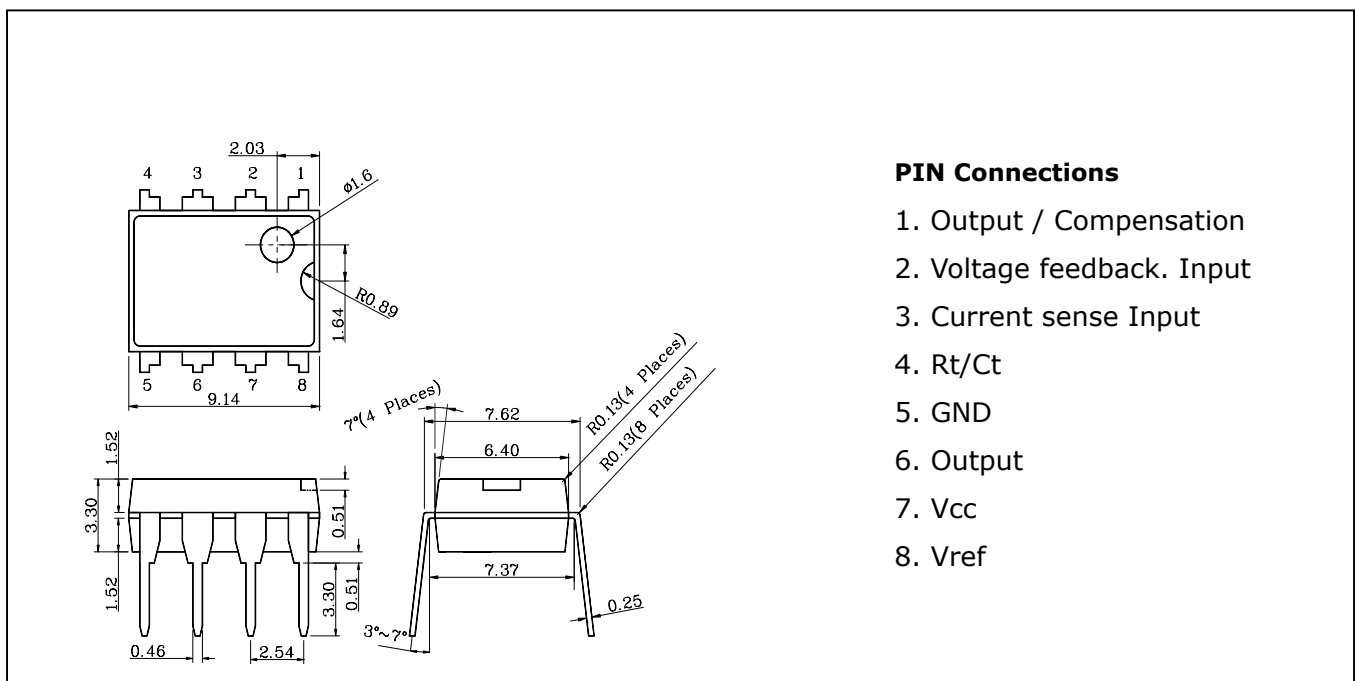 2.03
4 3 2 1
ø1.6
R0.89
1.64
5 6 7 8
9.14
7°(4 Places)
7.62
6.40
R0.13(4 Places)
R0.13(8 Places)
1.52
3.30
1.52
0.51
0.51
3.30
7.37
0.25
3°~7°
0.46
2.54
PIN Connections
1. Output / Compensation
2. Voltage feedback. Input
3. Current sense Input
4. Rt/Ct
5. GND
6. Output
7. Vcc
8. Vref